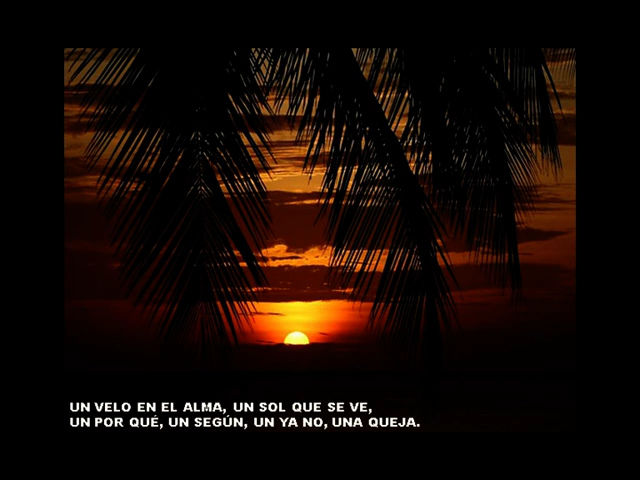 UN VELO EN EL ALMA, UN SOL QUE SE VE,
UN POR QUÉ, UN SEGÚN, UN YA NO, UNA QUEJA.